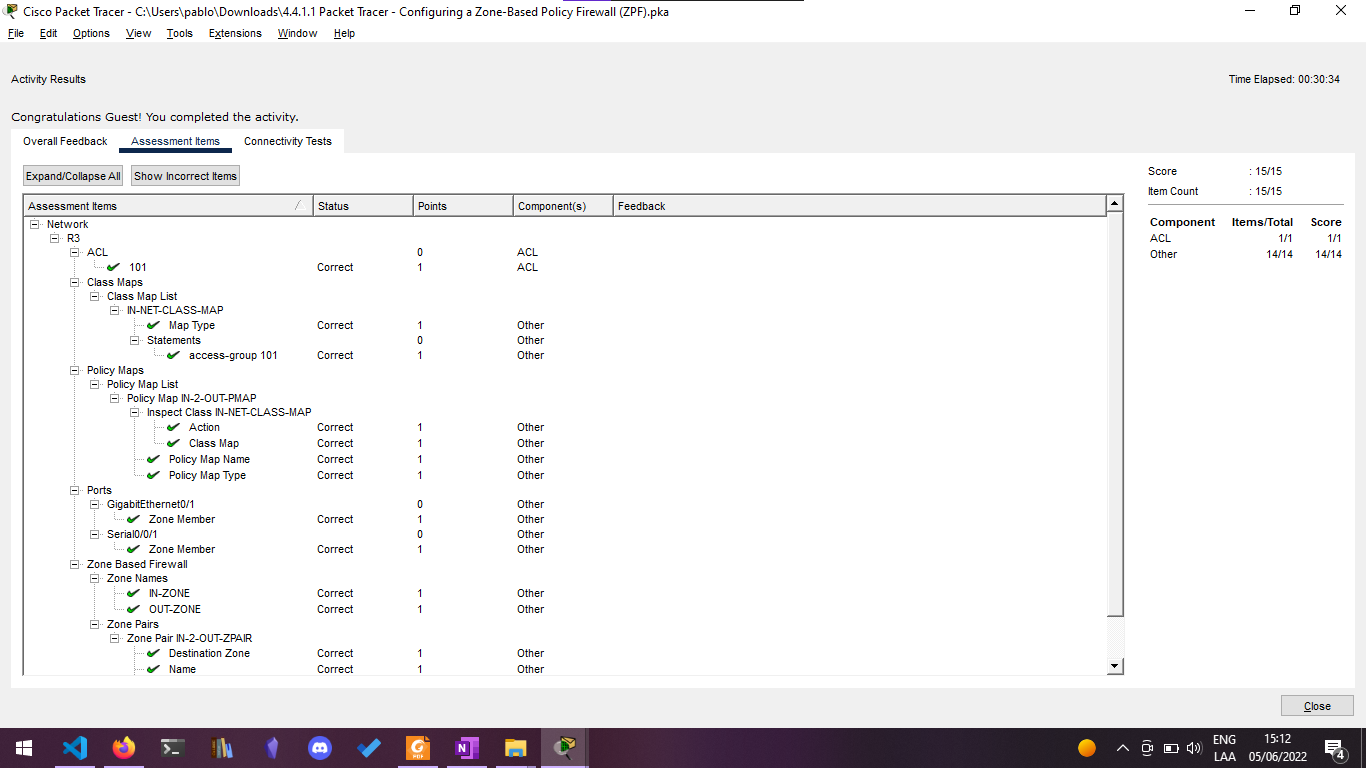 Cisco Packet Tracer - C:\Users\pablo\Downloads\4.4.1.1 Packet Tracer - Configuring a Zone-Based Policy Firewall (ZPF).pka
File Edit Options View Tools Extensions Window Help
Activity Results Time Elapsed: 00:30:34
Congratulations Guest! You completed the activity.
Overall Feedback Assessment Items Connectivity Tests
Expand/Collapse All Show Incorrect Items
Assessment Items Status Points Component(s) Feedback
Network
R3
ACL 0 ACL
101 Correct 1 ACL
Class Maps
Class Map List
IN-NET-CLASS-MAP
Map Type Correct 1 Other
Statements 0 Other
access-group 101 Correct 1 Other
Policy Maps
Policy Map List
Policy Map IN-2-OUT-PMAP
Inspect Class IN-NET-CLASS-MAP
Action Correct 1 Other
Class Map Correct 1 Other
Policy Map Name Correct 1 Other
Policy Map Type Correct 1 Other
Ports
GigabitEthernet0/1 0 Other
Zone Member Correct 1 Other
Serial0/0/1 0 Other
Zone Member Correct 1 Other
Zone Based Firewall
Zone Names
IN-ZONE Correct 1 Other
OUT-ZONE Correct 1 Other
Zone Pairs
Zone Pair IN-2-OUT-ZPAIR
Destination Zone Correct 1 Other
Name Correct 1 Other
Score : 15/15
Item Count : 15/15
Component Items/Total Score
ACL 1/1 1/1
Other 14/14 14/14
Close
PDF
N
ENG
LAA
15:12
05/06/2022
4